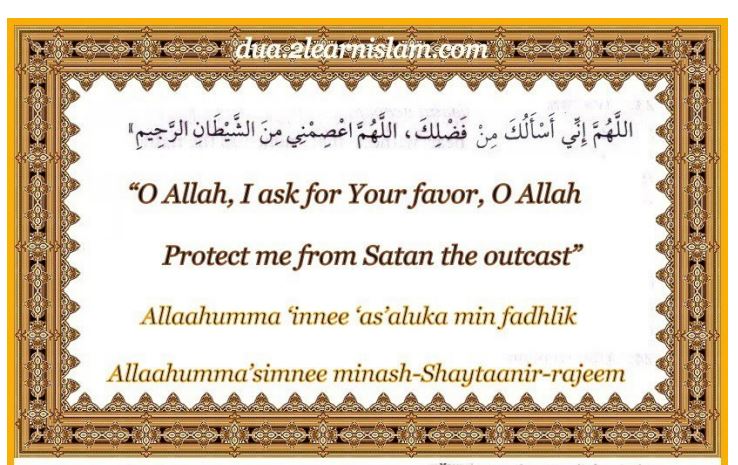 dua.2learnislam.com
اللَّهُمَّ إِنِّي أَسْأَلُكَ مِنْ فَضْلِكَ، اللَّهُمَّ اعْصِمْنِي مِنَ الشَّيْطَانِ الرَّجِيمِ"
“O Allah, I ask for Your favor, O Allah
Protect me from Satan the outcast”
Allaahumma ‘innee ‘as’aluka min fadhlik
Allaahumma’simnee minash-Shaytaanir-rajeem